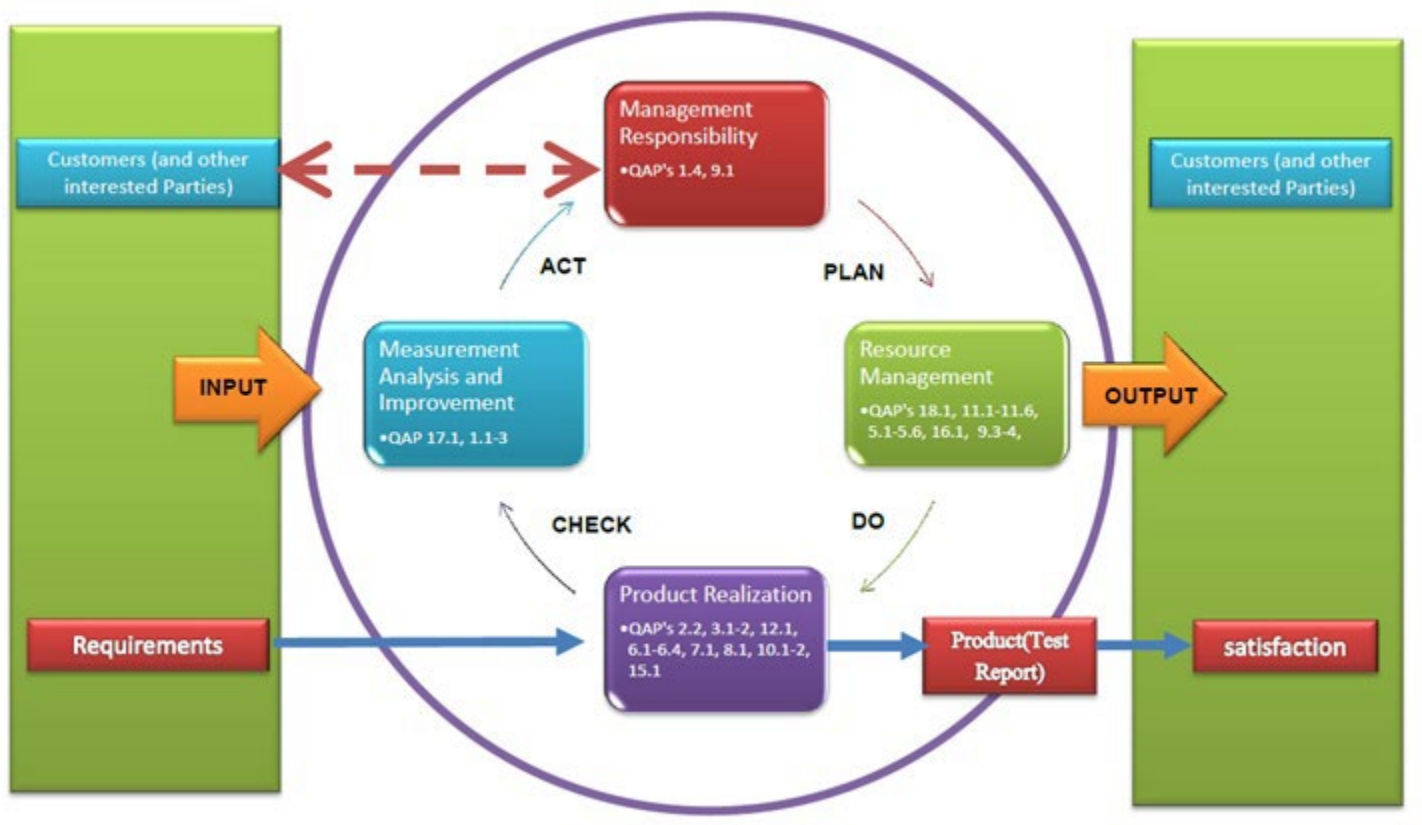 Management
Responsibility
•QAP's 1.4, 9.1
Customers (and other
interested Parties)
Customers (and other
interested Parties)
ACT
PLAN
Measurement
Analysis and
Improvement
•QAP 17.1, 1.1-3
Resource
Management
•QAP's 18.1, 11.1-11.6,
5.1-5.6, 16.1, 9.3-4,
INPUT
OUTPUT
CHECK
DO
Requirements
Product Realization
•QAP's 2.2, 3.1-2, 12.1,
6.1-6.4, 7.1, 8.1, 10.1-2,
15.1
Product(Test
Report)
satisfaction